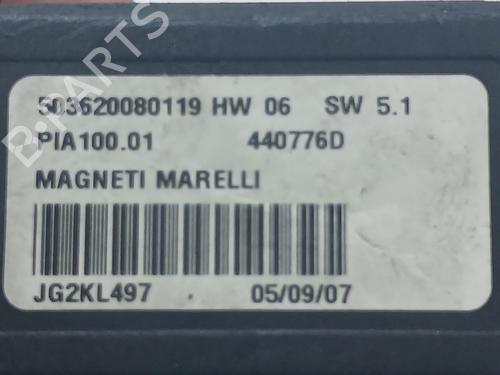 503620080119 HW 06 SW 5.1
PIA100.01 440776D
MAGNETI MARELLI
JG2KL497 05/09/07
B-PARTS